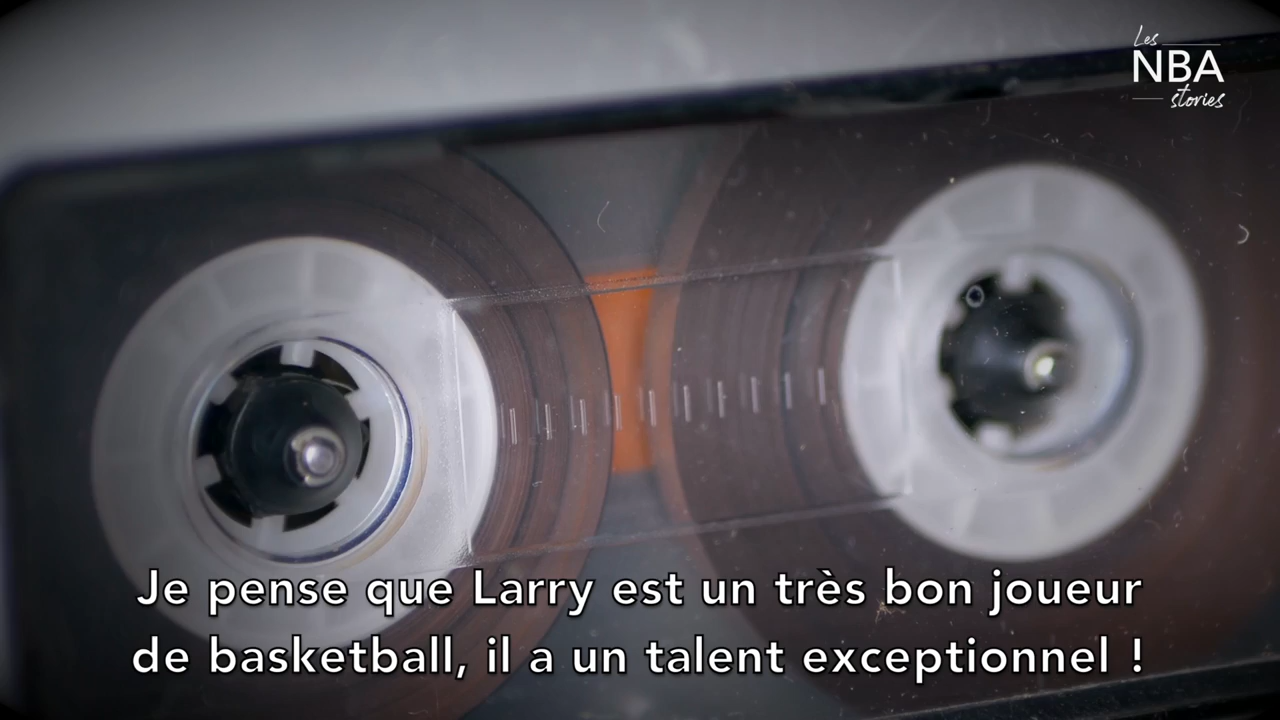 Les
NBA
stories
Je pense que Larry est un très bon joueur
de basketball, il a un talent exceptionnel !